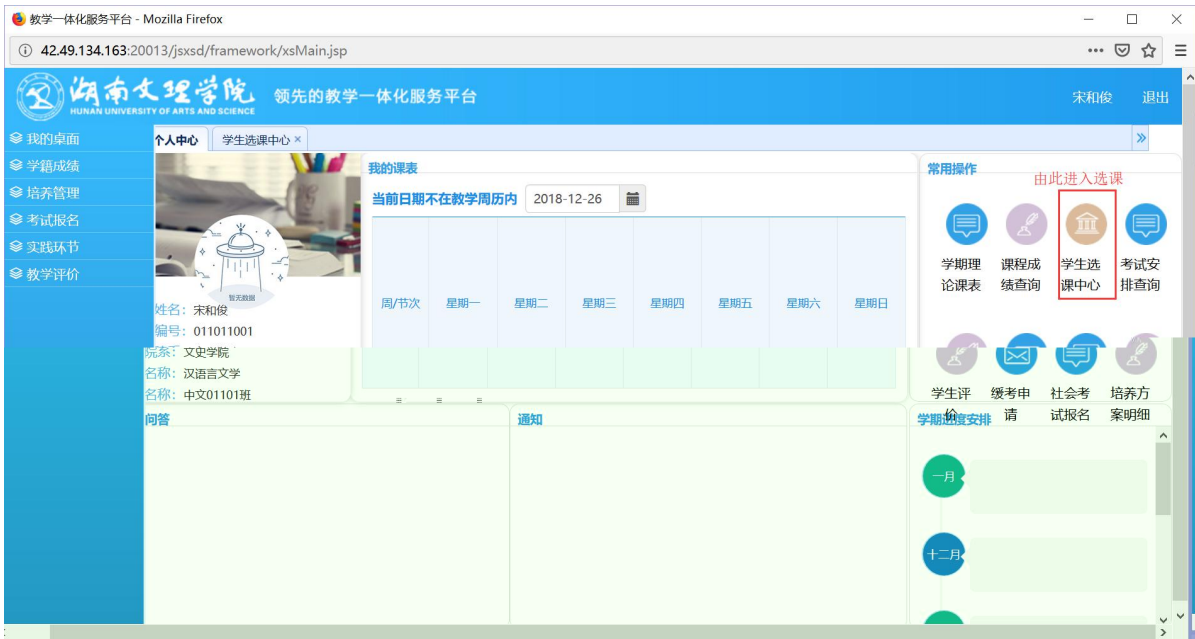 教学一体化服务平台 - Mozilla Firefox
42.49.134.163:20013/jsxsd/framework/xsMain.jsp
湖南文理学院
HUNAN UNIVERSITY OF ARTS AND SCIENCE
领先的教学一体化服务平台
宋和俊 退出
我的桌面
学籍成绩
培养管理
考试报名
实践环节
教学评价
个人中心 学生选课中心 ×
暂无数据
姓名：宋和俊
编号：011011001
院系：文史学院
名称：汉语言文学
名称：中文01101班
我的课表
当前日期不在教学周历内 2018-12-26
周/节次 星期一 星期二 星期三 星期四 星期五 星期六 星期日
常用操作
由此进入选课
学期理论课表
课程成绩查询
学生选课中心
考试安排查询
学生评价
缓考申请
社会考试报名
培养方案明细
问答
通知
学期进度安排
一月
十二月